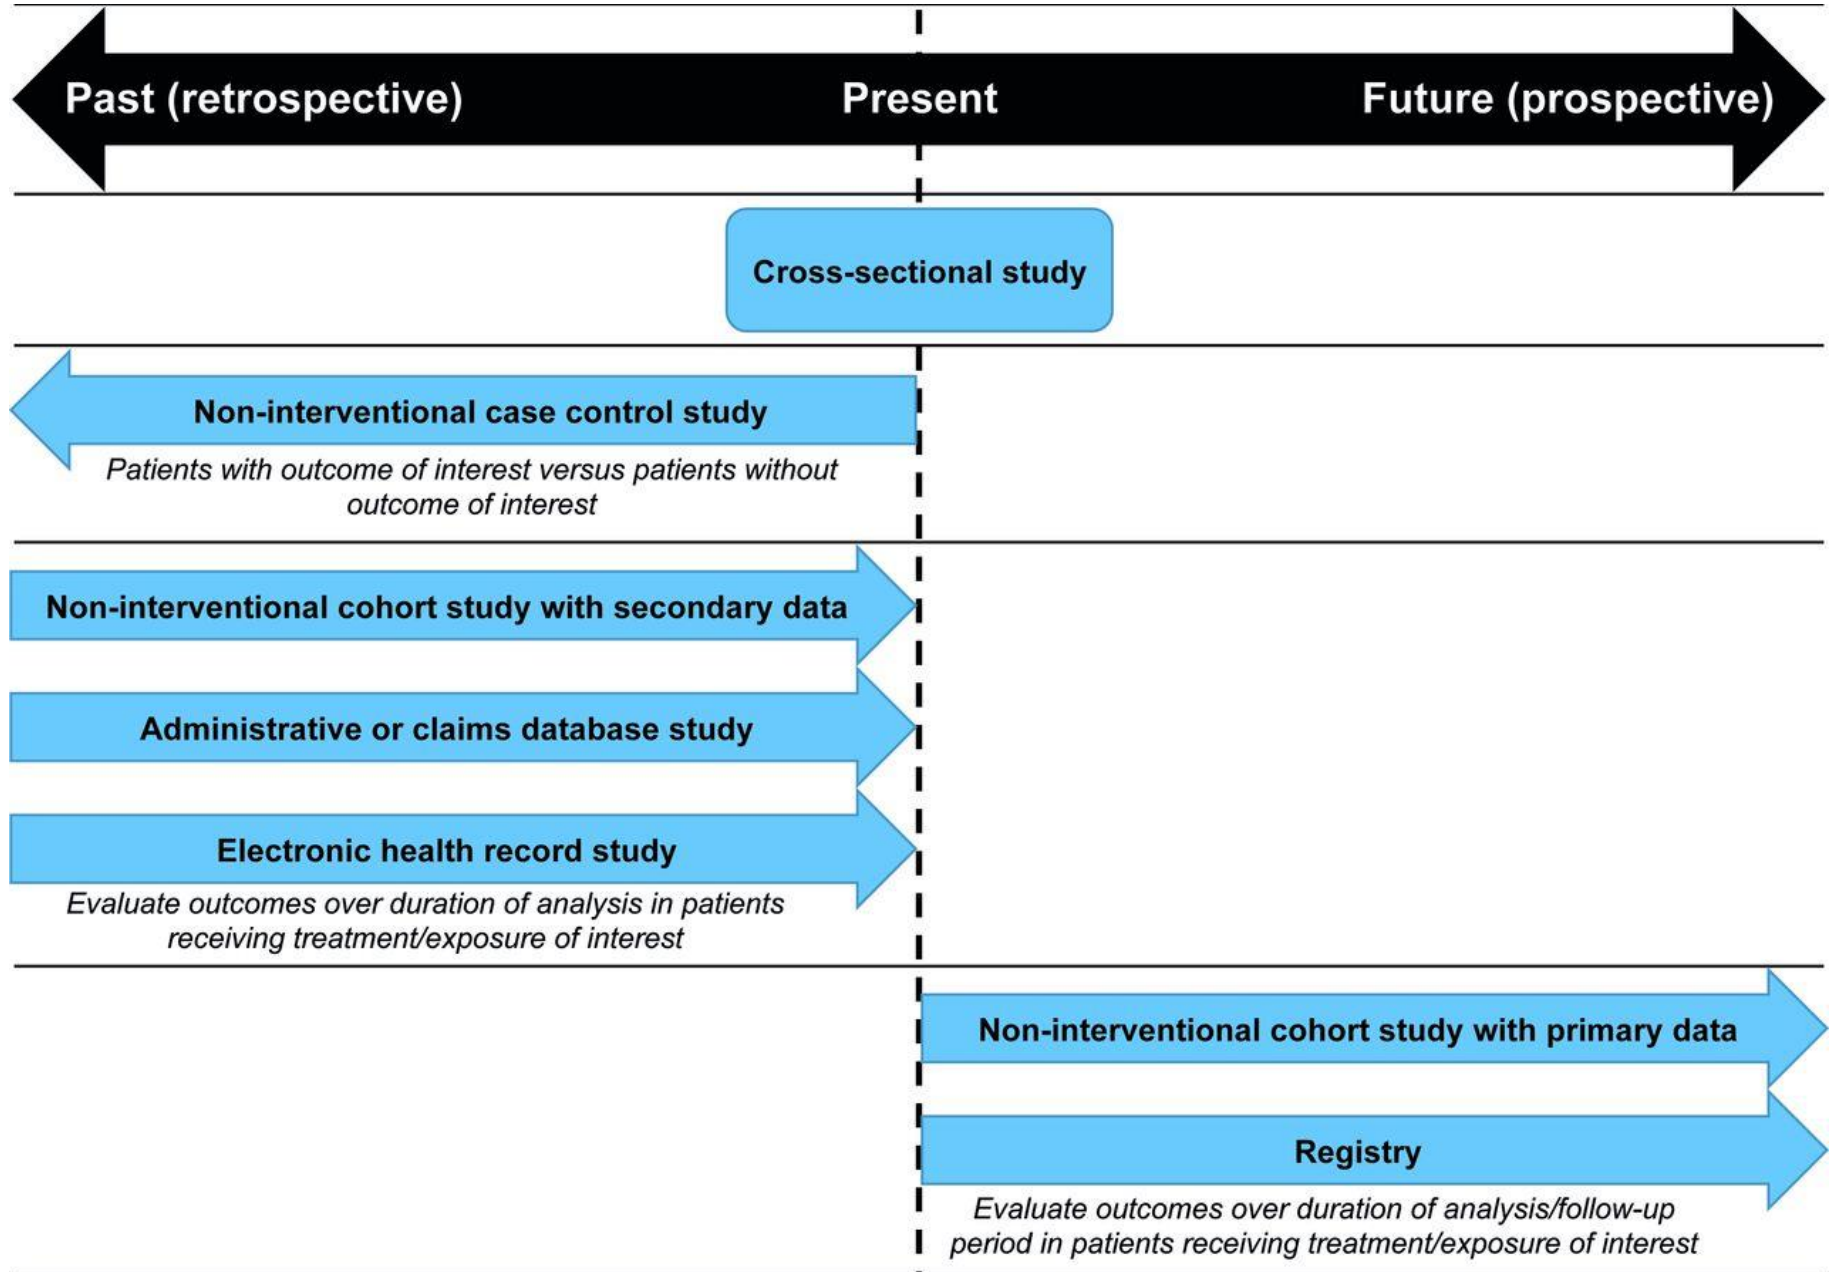 Past (retrospective)
Present
Future (prospective)
Cross-sectional study
Non-interventional case control study
Patients with outcome of interest versus patients without
outcome of interest
Non-interventional cohort study with secondary data
Administrative or claims database study
Electronic health record study
Evaluate outcomes over duration of analysis in patients
receiving treatment/exposure of interest
Non-interventional cohort study with primary data
Registry
Evaluate outcomes over duration of analysis/follow-up
period in patients receiving treatment/exposure of interest